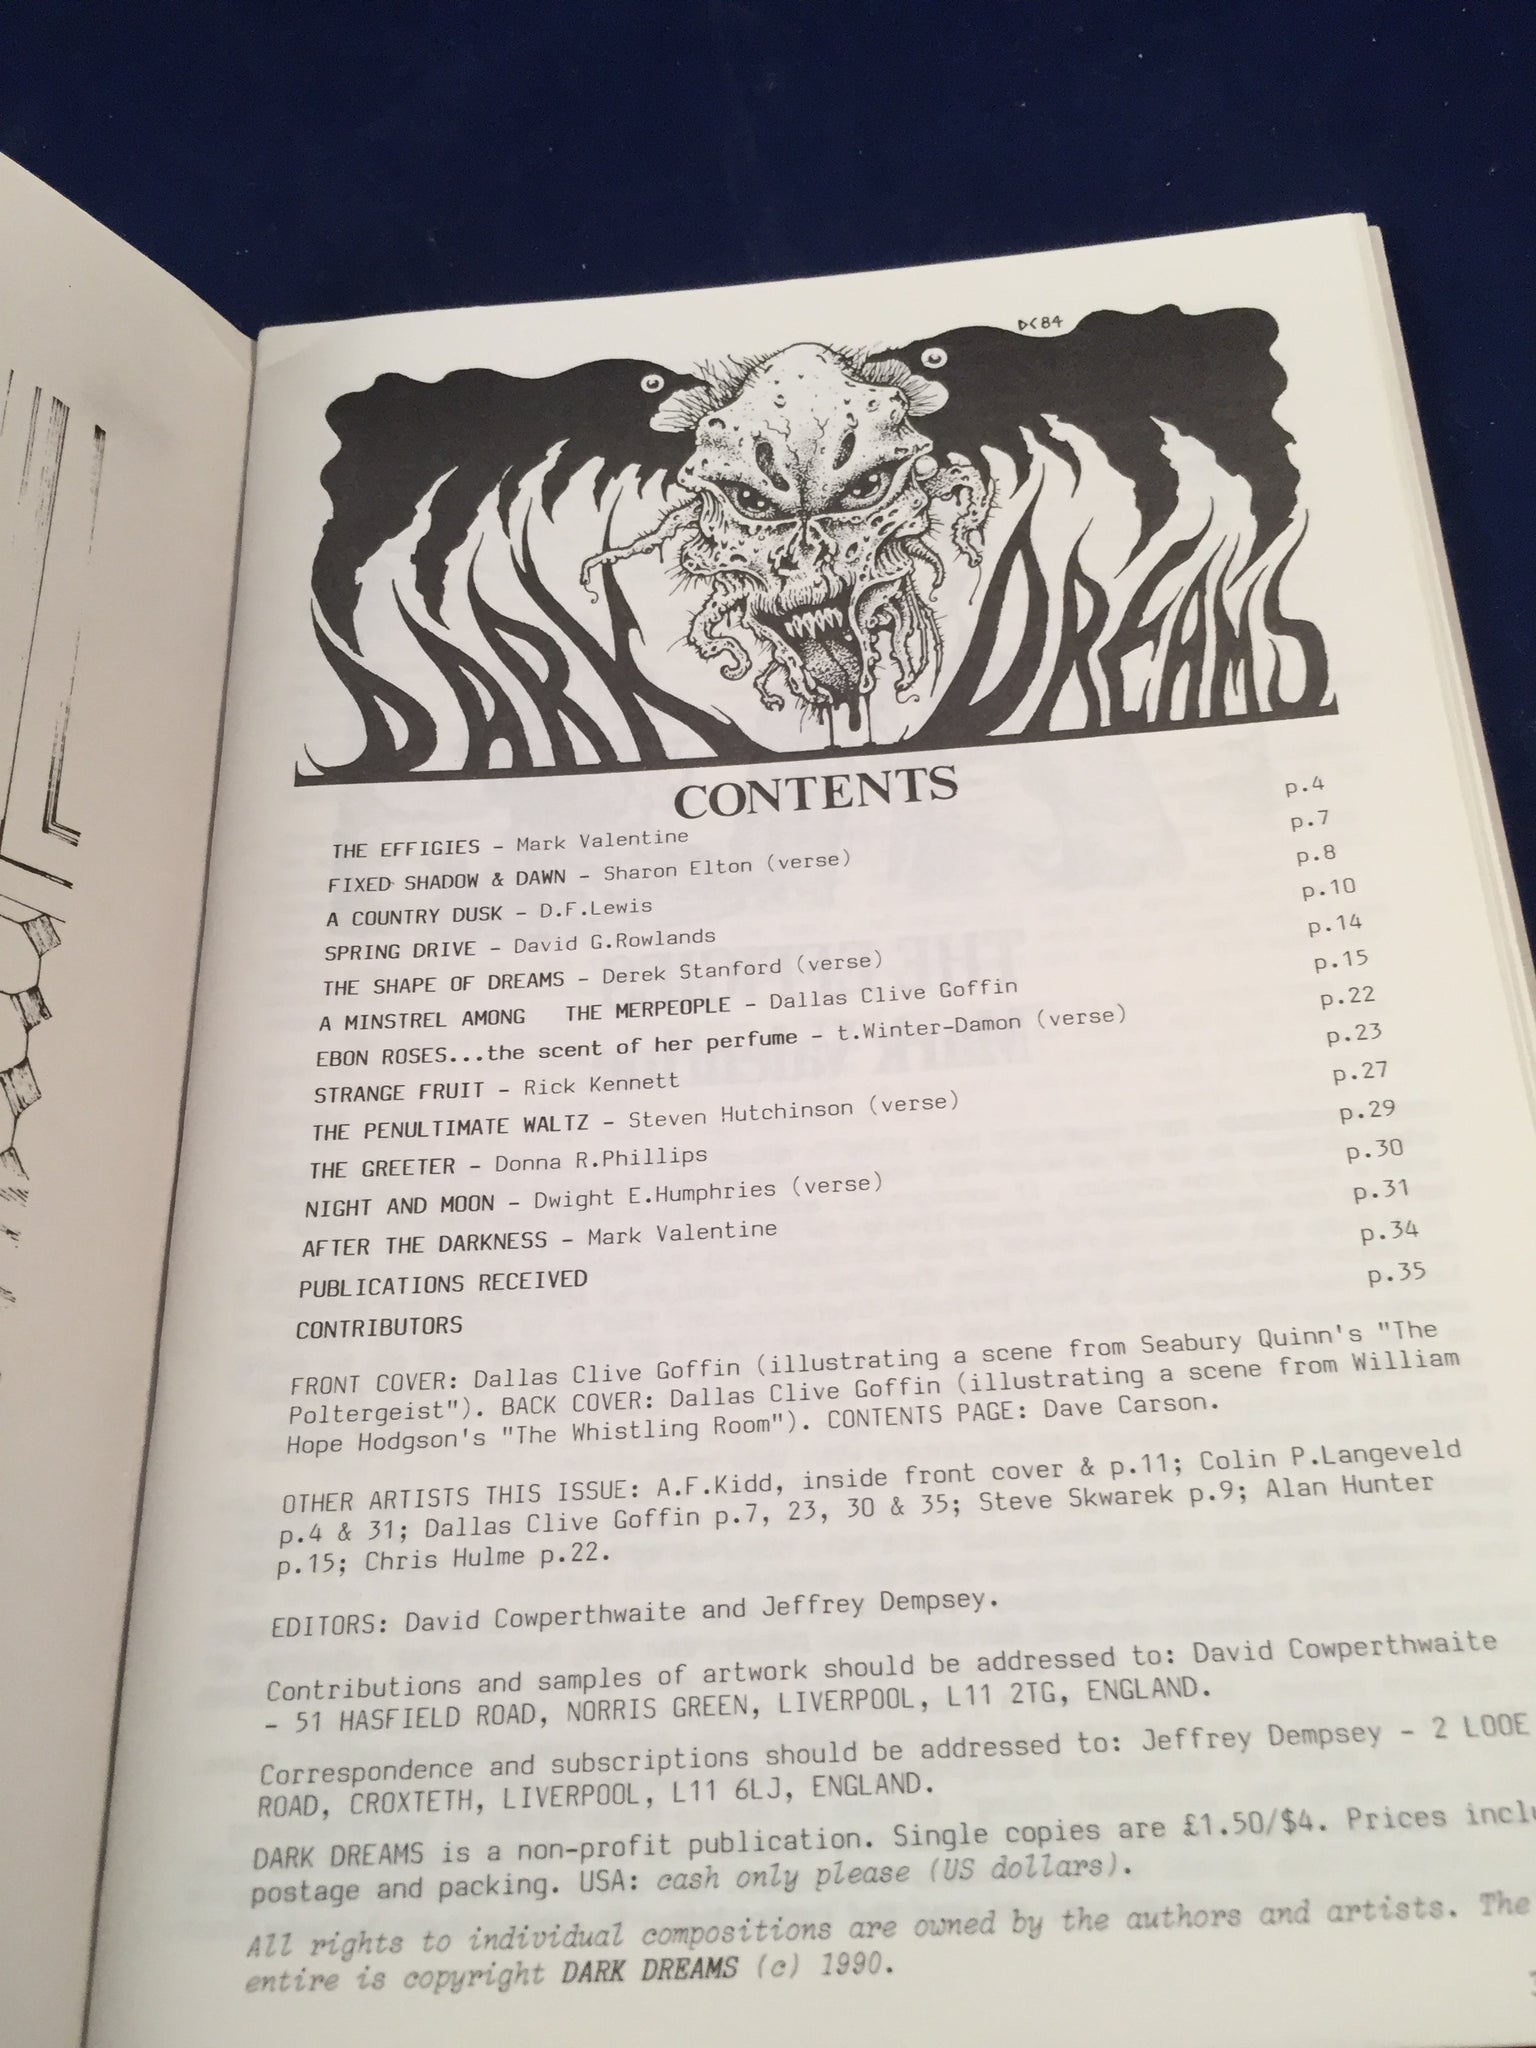 DC84
DARK DREAMS
CONTENTS
THE EFFIGIES - Mark Valentine p.4
FIXED SHADOW & DAWN - Sharon Elton (verse) p.7
A COUNTRY DUSK - D.F.Lewis p.8
SPRING DRIVE - David G.Rowlands p.10
THE SHAPE OF DREAMS - Derek Stanford (verse) p.14
A MINSTREL AMONG THE MERPEOPLE - Dallas Clive Goffin p.15
EBON ROSES...the scent of her perfume - t.Winter-Damon (verse) p.22
STRANGE FRUIT - Rick Kennett p.23
THE PENULTIMATE WALTZ - Steven Hutchinson (verse) p.27
THE GREETER - Donna R.Phillips p.29
NIGHT AND MOON - Dwight E.Humphries (verse) p.30
AFTER THE DARKNESS - Mark Valentine p.31
PUBLICATIONS RECEIVED p.34
CONTRIBUTORS p.35
FRONT COVER: Dallas Clive Goffin (illustrating a scene from Seabury Quinn's "The
Poltergeist"). BACK COVER: Dallas Clive Goffin (illustrating a scene from William
Hope Hodgson's "The Whistling Room"). CONTENTS PAGE: Dave Carson.
OTHER ARTISTS THIS ISSUE: A.F.Kidd, inside front cover & p.11; Colin P.Langeveld
p.4 & 31; Dallas Clive Goffin p.7, 23, 30 & 35; Steve Skwarek p.9; Alan Hunter
p.15; Chris Hulme p.22.
EDITORS: David Cowperthwaite and Jeffrey Dempsey.
Contributions and samples of artwork should be addressed to: David Cowperthwaite
- 51 HASFIELD ROAD, NORRIS GREEN, LIVERPOOL, L11 2TG, ENGLAND.
Correspondence and subscriptions should be addressed to: Jeffrey Dempsey - 2 LOOE
ROAD, CROXTETH, LIVERPOOL, L11 6LJ, ENGLAND.
DARK DREAMS is a non-profit publication. Single copies are £1.50/$4. Prices
postage and packing. USA: cash only please (US dollars).
All rights to individual compositions are owned by the authors and artists. The
entire is copyright DARK DREAMS (c) 1990.